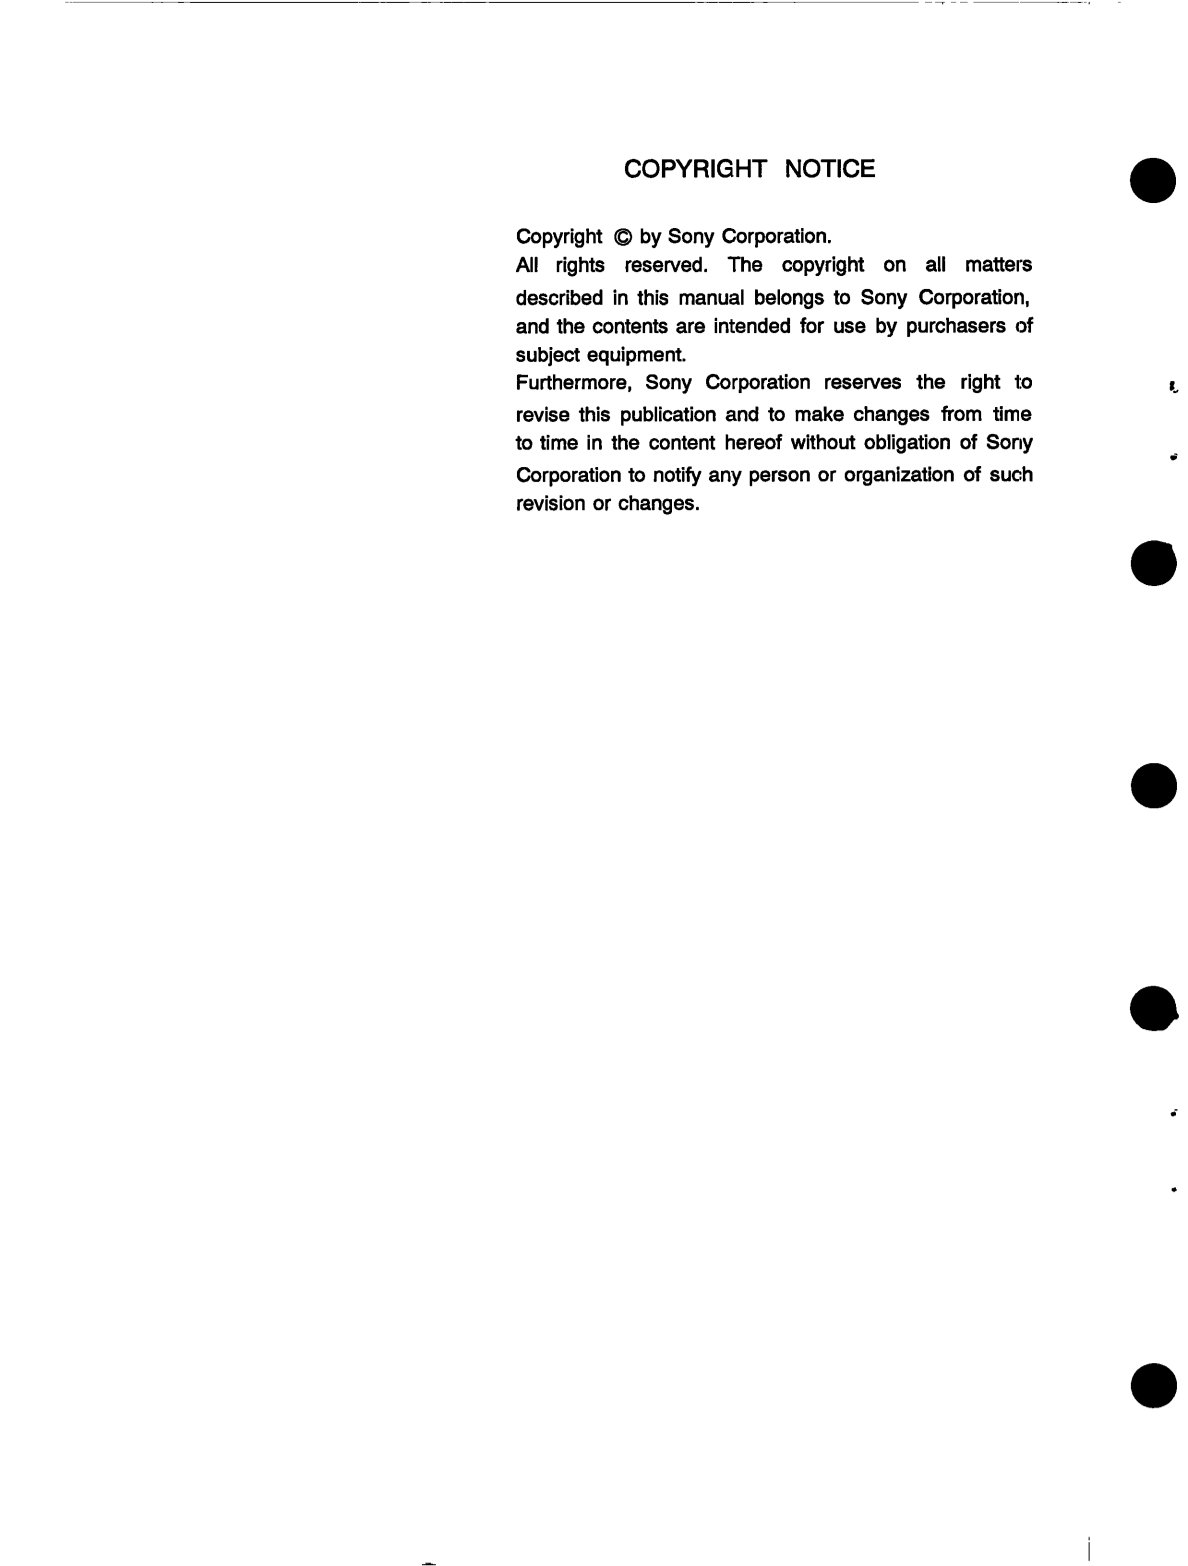 COPYRIGHT NOTICE
Copyright © by Sony Corporation.
All rights reserved. The copyright on all matters
described in this manual belongs to Sony Corporation,
and the contents are intended for use by purchasers of
subject equipment.
Furthermore, Sony Corporation reserves the right to
revise this publication and to make changes from time
to time in the content hereof without obligation of Sony
Corporation to notify any person or organization of such
revision or changes.